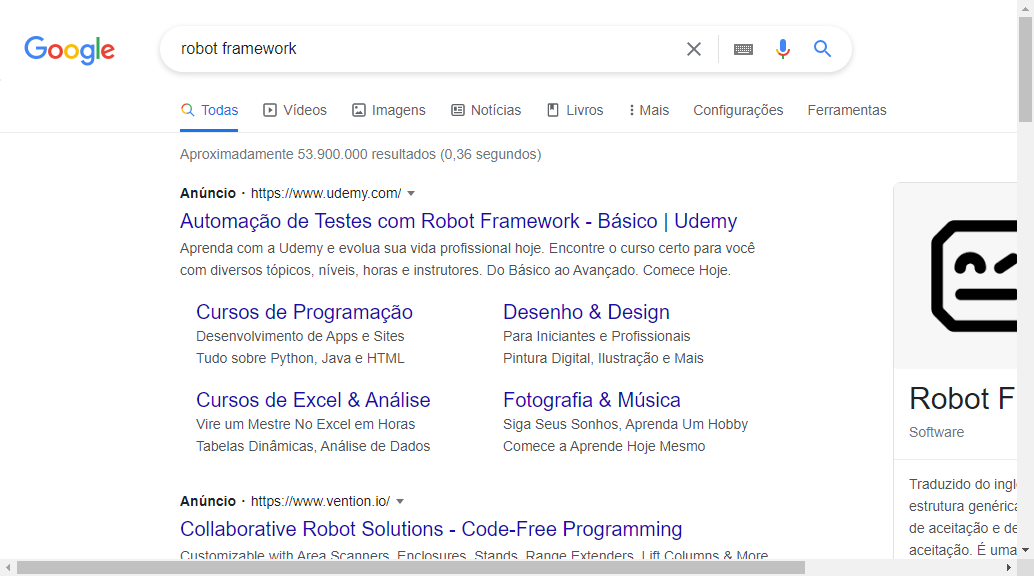 Google
robot framework
Todas Vídeos Imagens Notícias Livros Mais Configurações Ferramentas
Aproximadamente 53.900.000 resultados (0,36 segundos)
Anúncio · https://www.udemy.com/
Automação de Testes com Robot Framework - Básico | Udemy
Aprenda com a Udemy e evolua sua vida profissional hoje. Encontre o curso certo para você
com diversos tópicos, níveis, horas e instrutores. Do Básico ao Avançado. Comece Hoje.
Cursos de Programação
Desenvolvimento de Apps e Sites
Tudo sobre Python, Java e HTML
Desenho & Design
Para Iniciantes e Profissionais
Pintura Digital, Ilustração e Mais
Cursos de Excel & Análise
Vire um Mestre No Excel em Horas
Tabelas Dinâmicas, Análise de Dados
Fotografia & Música
Siga Seus Sonhos, Aprenda Um Hobby
Comece a Aprende Hoje Mesmo
Anúncio · https://www.vention.io/
Collaborative Robot Solutions - Code-Free Programming
Customizable with Area Scanners, Enclosures, Stands, Range Extenders, Lift Columns & More
Robot F
Software
Traduzido do ingl
estrutura genéric
de aceitação e de
aceitação. É uma